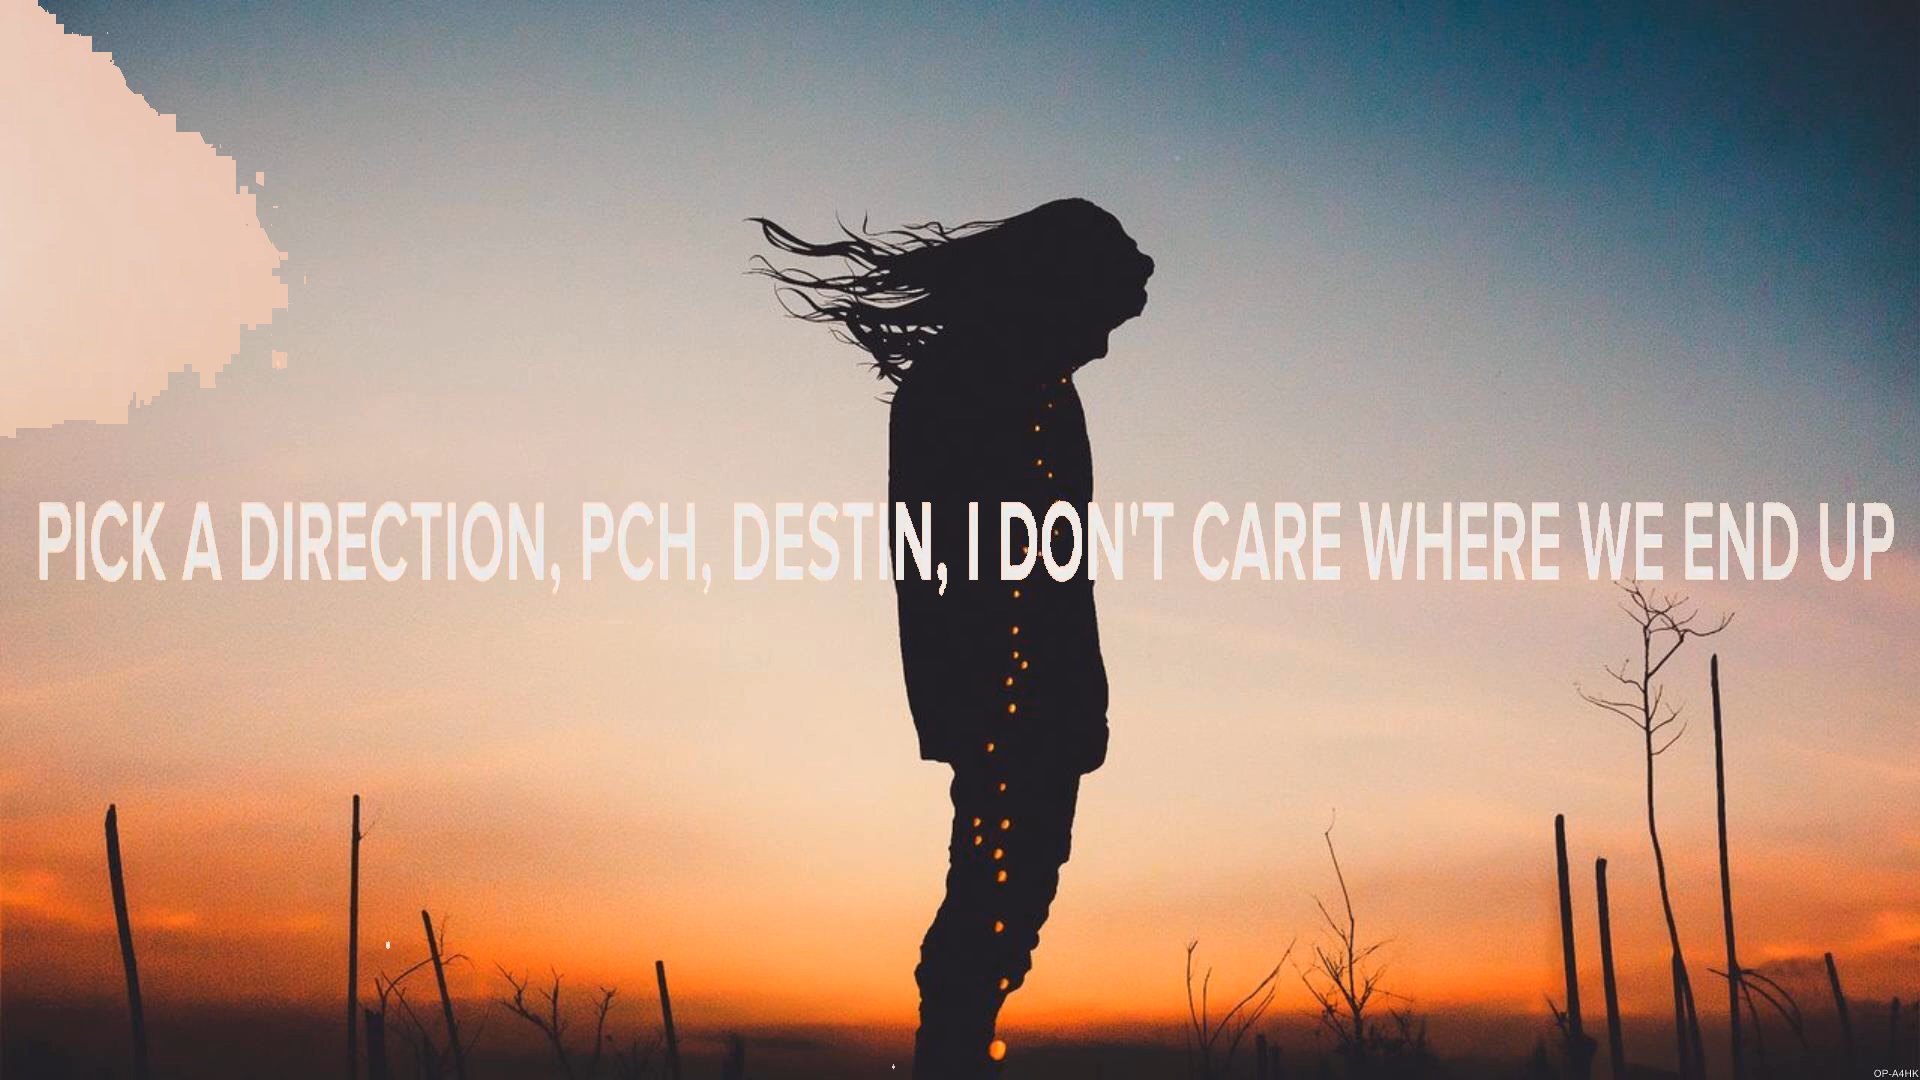 PICK A DIRECTION, PCH, DESTIN, I DON'T CARE WHERE WE END UP
OP-A4HK